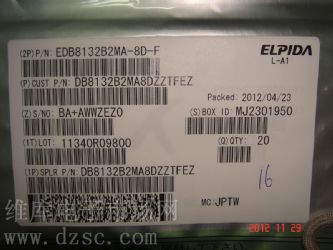 (2P) P/N: EDB8132B2MA-8D-F
ELPIDA
L-A1
(P) CUST P/N: DB8132B2MA8DZZTFEZ
Packed: 2012/04/23
(Z) S/NO: BA+AWWZEZO
(S) BOX ID: MJ2301950
(1T) LOT: 11340R09800
(Q) QTY: 20
(1P) SPLR P/N: DB8132B2MA8DZZTFEZ
16
MC: JPTW
www.dzsc.com
2012 11 29